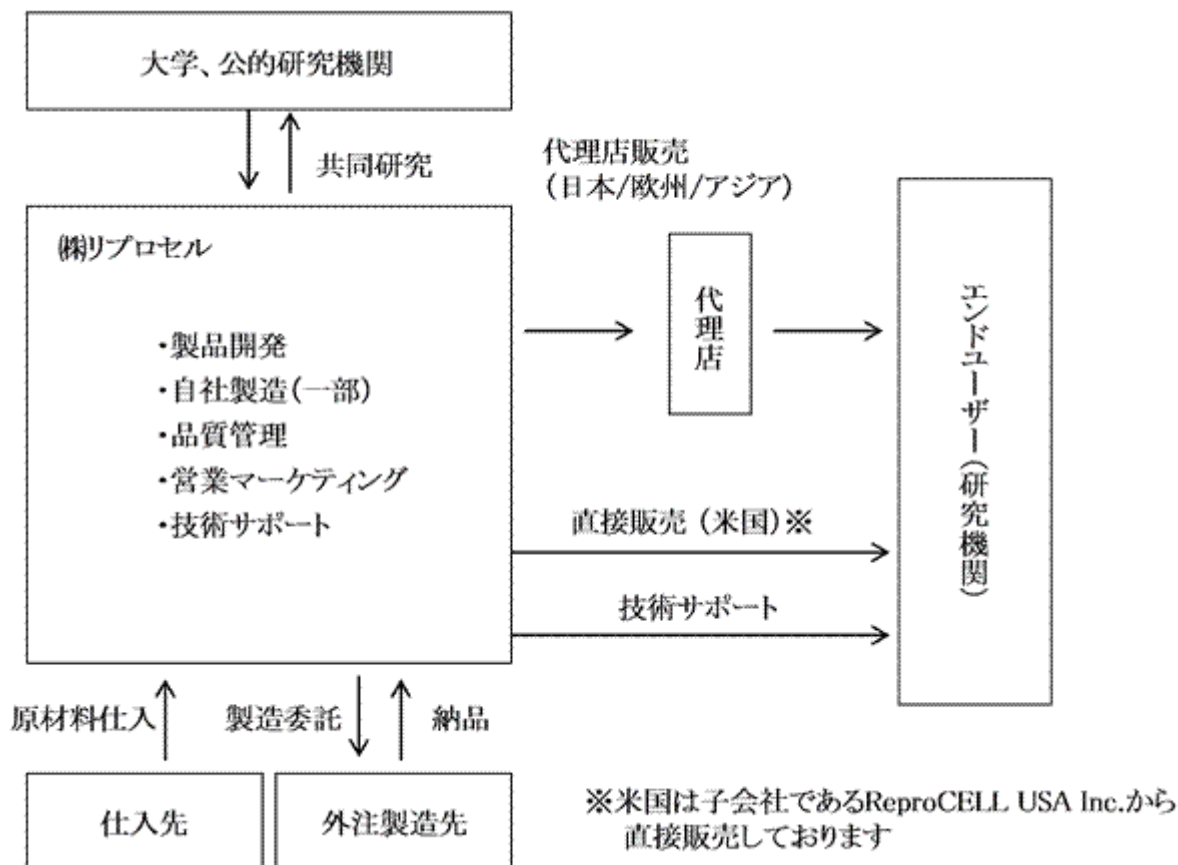 大学、公的研究機関
共同研究
代理店販売
(日本/欧州/アジア)
㈱リプロセル
・製品開発
・自社製造(一部)
・品質管理
・営業マーケティング
・技術サポート
代理店
エンドユーザー(研究機関)
直接販売 (米国)※
技術サポート
原材料仕入
製造委託
納品
仕入先
外注製造先
※米国は子会社であるReproCELL USA Inc.から
直接販売しております